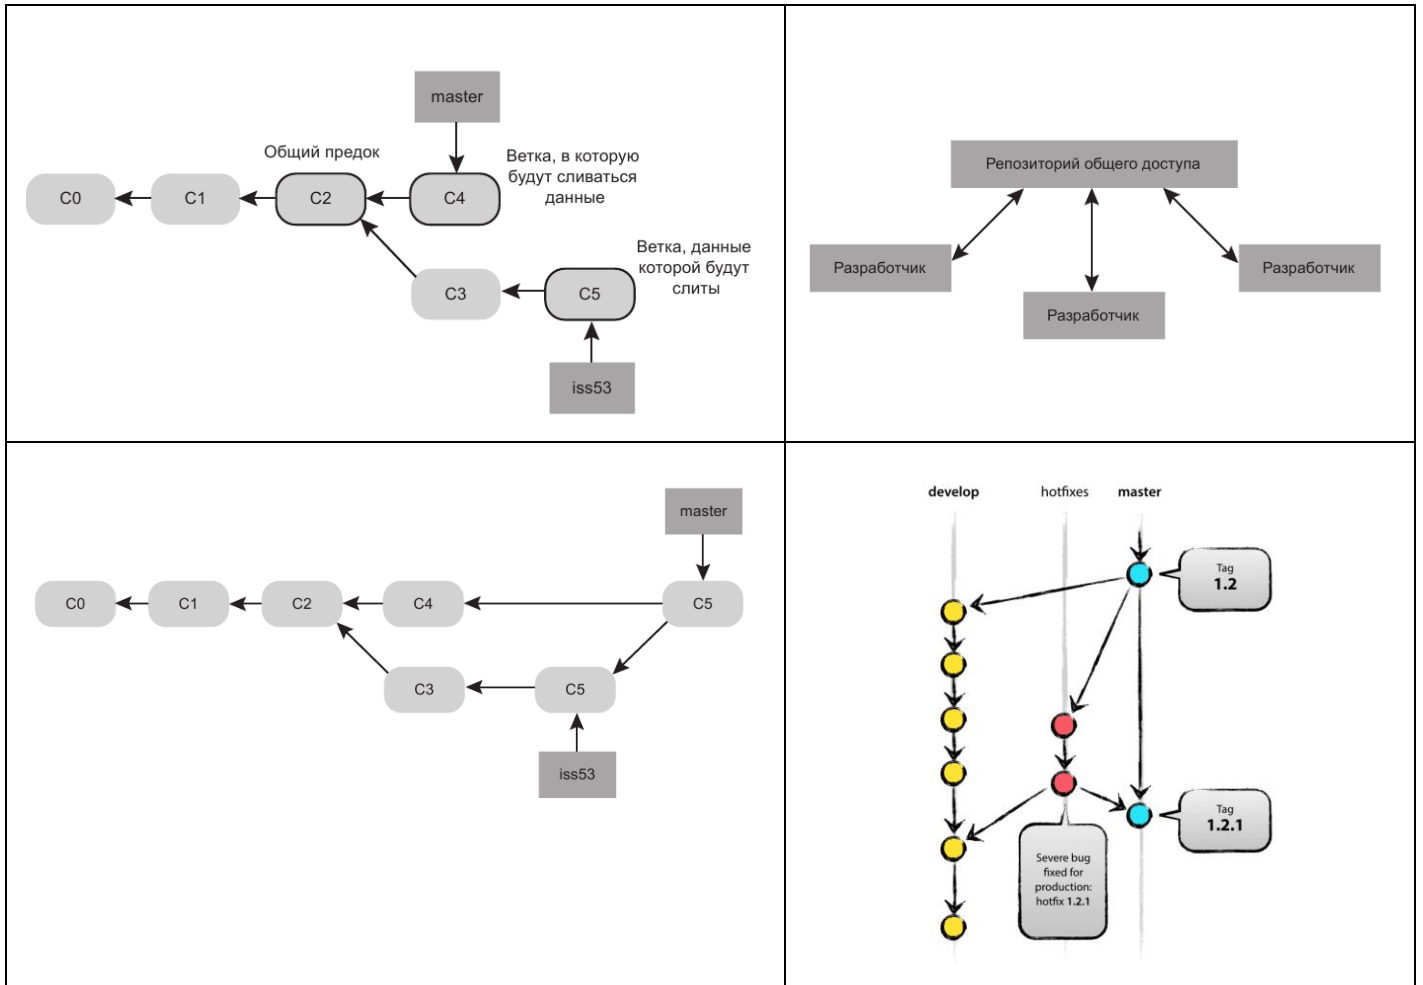 master
Общий предок
Ветка, в которую
будут сливаться
данные
C0
C1
C2
C4
Ветка, данные
которой будут
слиты
C3
C5
iss53
Репозиторий общего доступа
Разработчик
Разработчик
Разработчик
master
C0
C1
C2
C4
C5
C3
C5
iss53
develop
hotfixes
master
Tag
1.2
Tag
1.2.1
Severe bug
fixed for
production:
hotfix 1.2.1